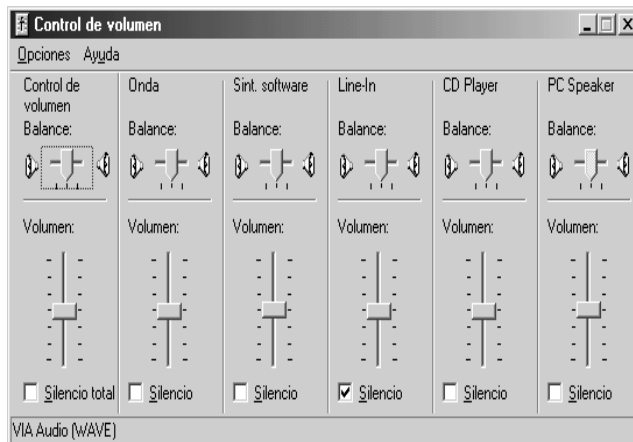 Control de volumen
Opciones Ayuda
Control de volumen
Balance:
Volumen:
Silencio total
Onda
Balance:
Volumen:
Silencio
Sint. software
Balance:
Volumen:
Silencio
Line-In
Balance:
Volumen:
Silencio
CD Player
Balance:
Volumen:
Silencio
PC Speaker
Balance:
Volumen:
Silencio
VIA Audio (WAVE)